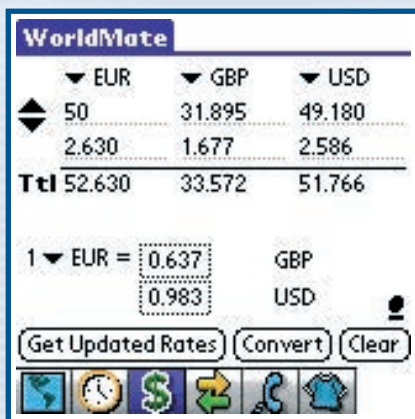 WorldMate
EUR GBP USD
50 31.895 49.180
2.630 1.677 2.586
Ttl 52.630 33.572 51.766
1 EUR = 0.637 GBP
0.983 USD
Get Updated Rates Convert Clear
$